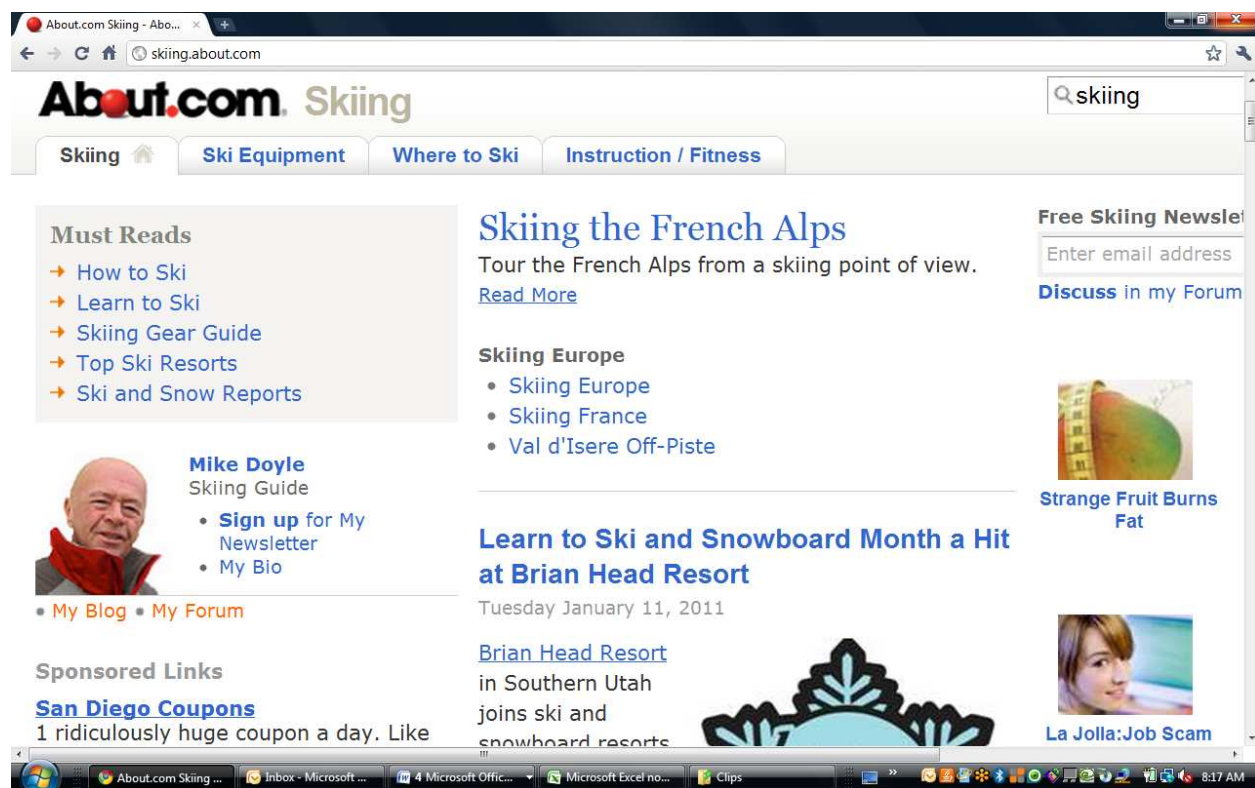 About.com Skiing - Abo...
skiing.about.com
About.com Skiing
skiing
Skiing
Ski Equipment
Where to Ski
Instruction / Fitness
Must Reads
How to Ski
Learn to Ski
Skiing Gear Guide
Top Ski Resorts
Ski and Snow Reports
Mike Doyle
Skiing Guide
Sign up for My
Newsletter
My Bio
My Blog My Forum
Sponsored Links
San Diego Coupons
1 ridiculously huge coupon a day. Like
Skiing the French Alps
Tour the French Alps from a skiing point of view.
Read More
Skiing Europe
Skiing Europe
Skiing France
Val d'Isere Off-Piste
Learn to Ski and Snowboard Month a Hit
at Brian Head Resort
Tuesday January 11, 2011
Brian Head Resort
in Southern Utah
joins ski and
snowboard resorts
Free Skiing Newslet
Enter email address
Discuss in my Forum
Strange Fruit Burns
Fat
La Jolla:Job Scam
About.com Skiing ...
Inbox - Microsoft ...
4 Microsoft Offic...
Microsoft Excel no...
Clips
8:17 AM